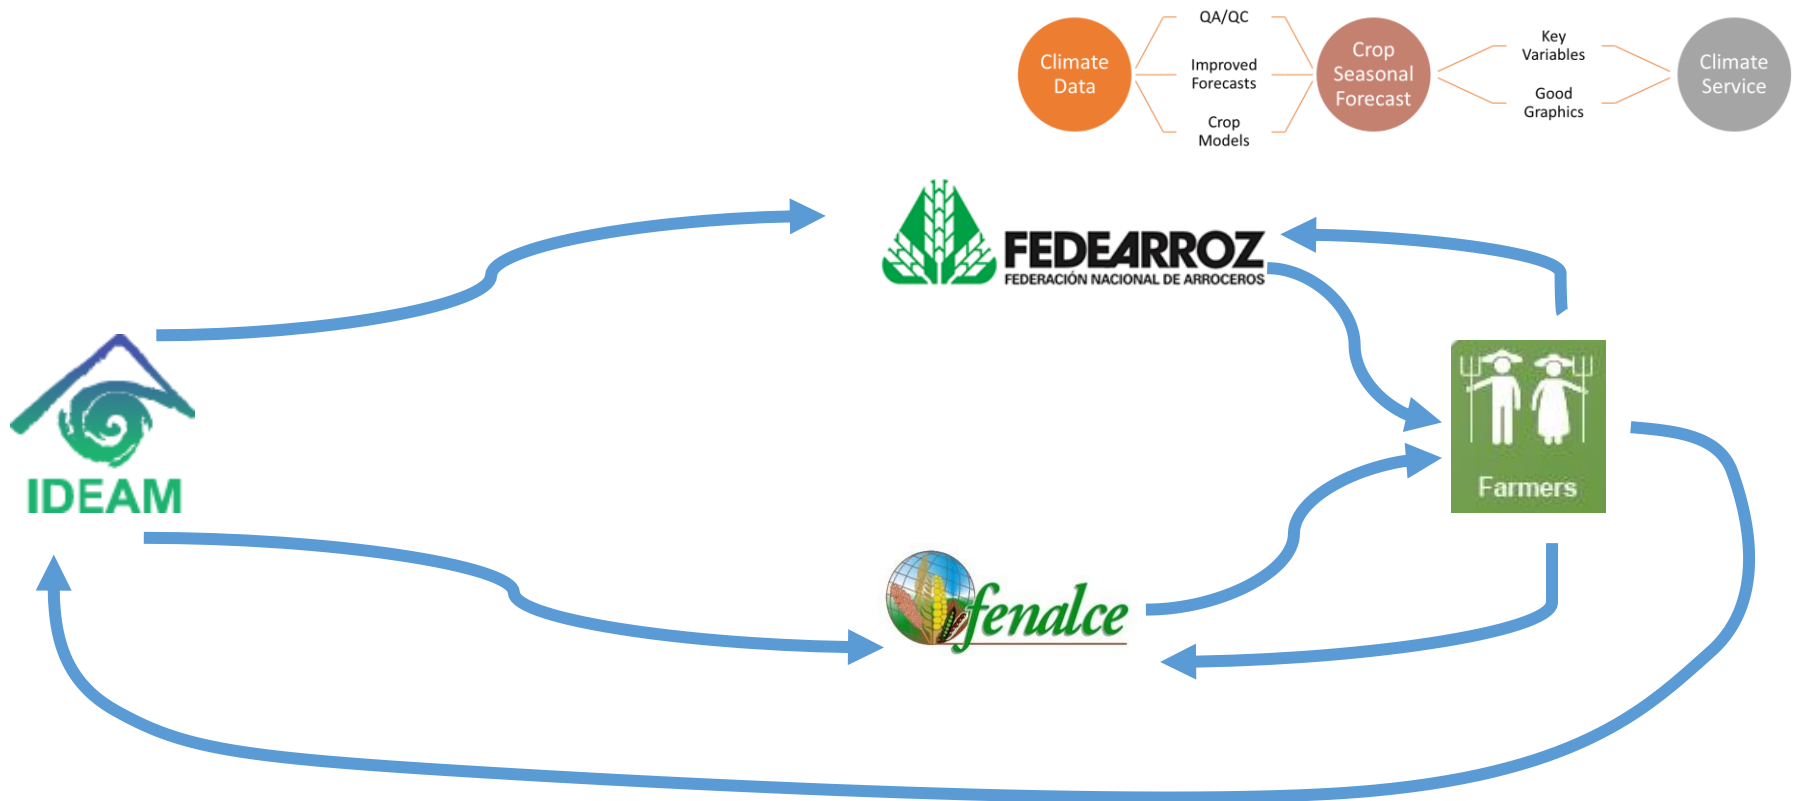 QA/QC
Climate
Data
Improved
Forecasts
Crop
Models
Crop
Seasonal
Forecast
Key
Variables
Good
Graphics
Climate
Service
FEDEARROZ
FEDERACIÓN NACIONAL DE ARROCEROS
IDEAM
Farmers
fenalce